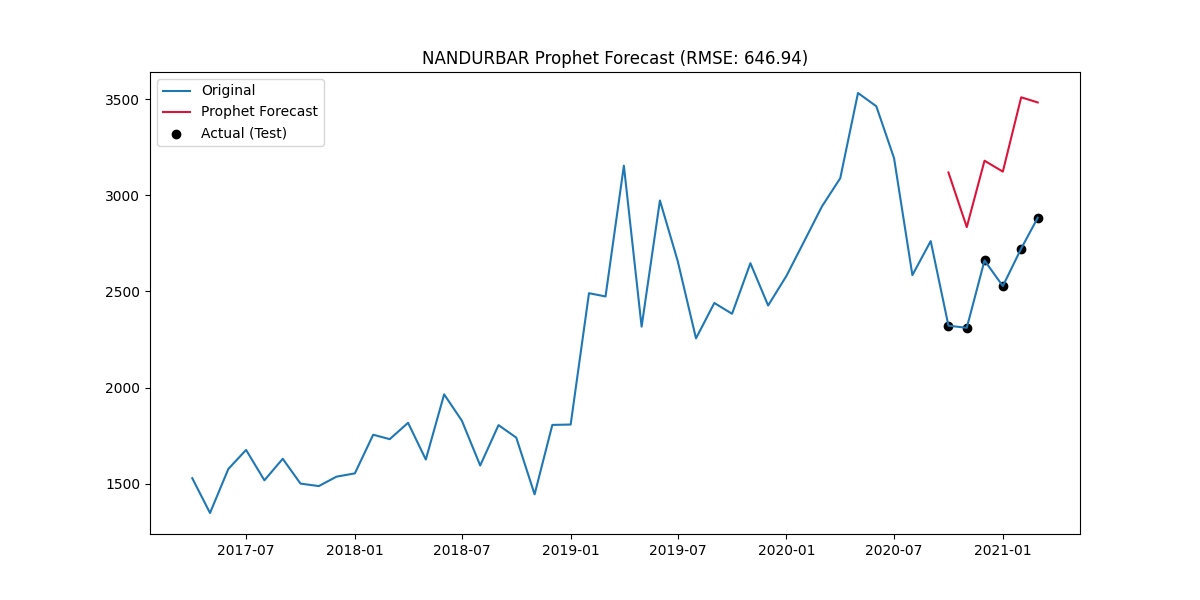 NANDURBAR Prophet Forecast (RMSE: 646.94)
Original
Prophet Forecast
Actual (Test)
3500
3000
2500
2000
1500
2017-07 2018-01 2018-07 2019-01 2019-07 2020-01 2020-07 2021-01